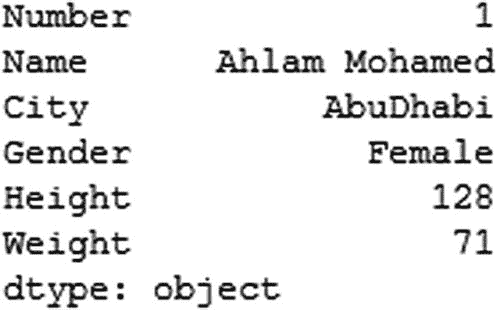 Number 1
Name Ahlam Mohamed
City AbuDhabi
Gender Female
Height 128
Weight 71
dtype: object